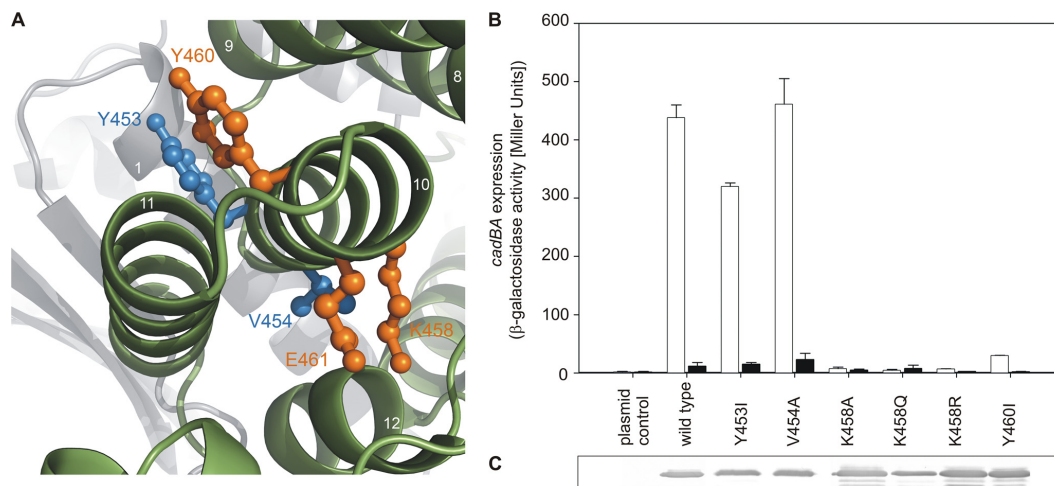 A
Y460
9
8
Y453
1
10
11
V454
K458
E461
12
B
cadBA expression
(β-galactosidase activity [Miller Units])
600
500
400
300
200
100
0
plasmid
control
wild type
Y453I
V454A
K458A
K458Q
K458R
Y460I
C